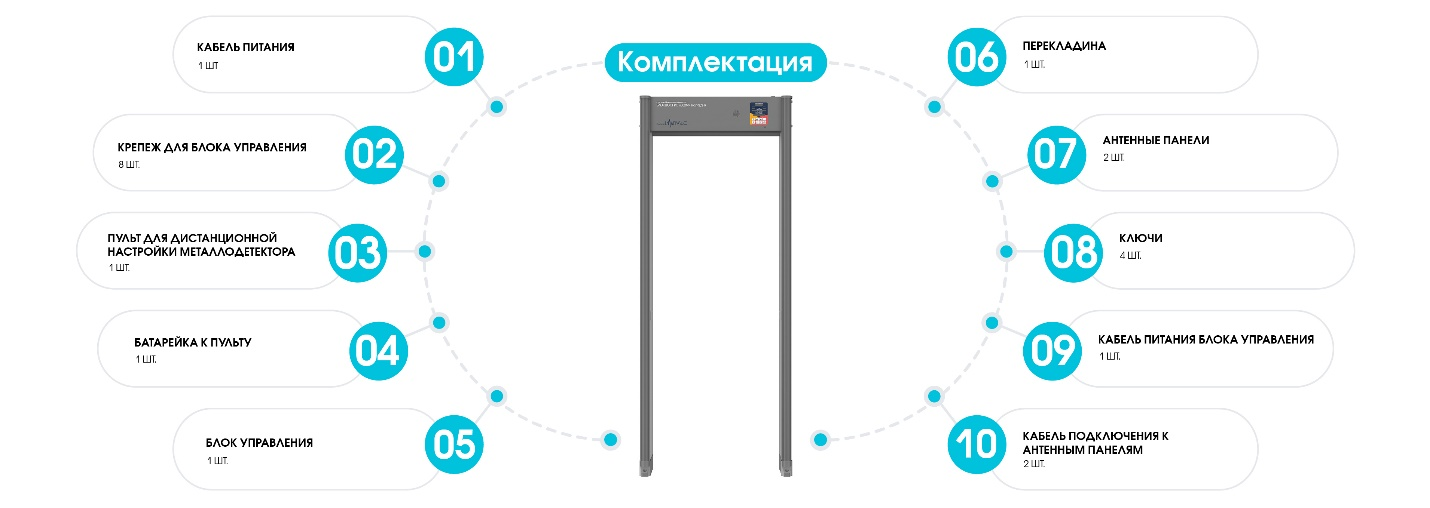 Комплектация
01
КАБЕЛЬ ПИТАНИЯ
1 ШТ
02
КРЕПЕЖ ДЛЯ БЛОКА УПРАВЛЕНИЯ
8 ШТ.
03
ПУЛЬТ ДЛЯ ДИСТАНЦИОННОЙ
НАСТРОЙКИ МЕТАЛЛОДЕТЕКТОРА
1 ШТ.
04
БАТАРЕЙКА К ПУЛЬТУ
1 ШТ.
05
БЛОК УПРАВЛЕНИЯ
1 ШТ.
06
ПЕРЕКЛАДИНА
1 ШТ.
07
АНТЕННЫЕ ПАНЕЛИ
2 ШТ.
08
КЛЮЧИ
4 ШТ.
09
КАБЕЛЬ ПИТАНИЯ БЛОКА УПРАВЛЕНИЯ
1 ШТ.
10
КАБЕЛЬ ПОДКЛЮЧЕНИЯ К
АНТЕННЫМ ПАНЕЛЯМ
2 ШТ.